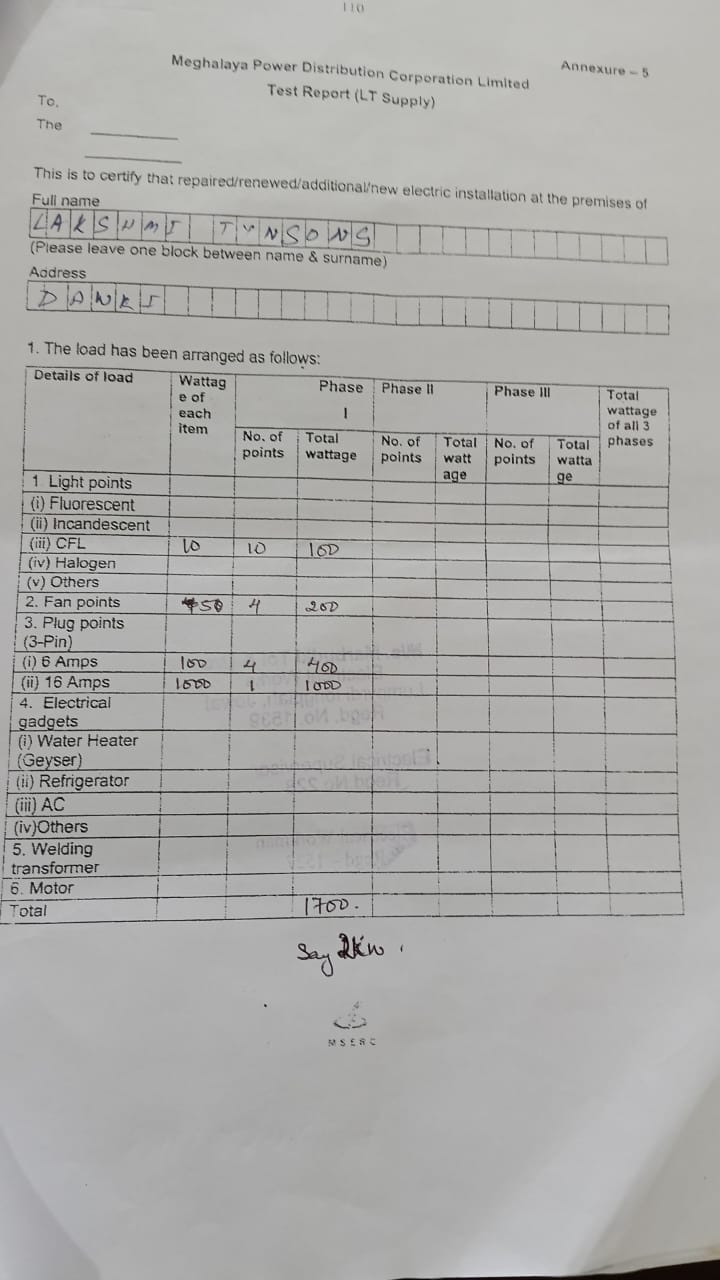 110
Annexure – 5
Meghalaya Power Distribution Corporation Limited
Test Report (LT Supply)
To,
The
This is to certify that repaired/renewed/additional/new electric installation at the premises of
Full name
LAKSHMI TYNSONG
(Please leave one block between name & surname)
Address
DANKI
1. The load has been arranged as follows:
Details of load Wattag e of each item Phase I Phase II Phase III Total wattage of all 3 phases
No. of points Total wattage No. of points Total watt age No. of points Total watta ge
1 Light points
(i) Fluorescent
(ii) Incandescent
(iii) CFL 10 10 100
(iv) Halogen
(v) Others
2. Fan points 50 4 200
3. Plug points
(3-Pin)
(i) 6 Amps 100 4 400
(ii) 16 Amps 1000 1 1000
4. Electrical
gadgets
(i) Water Heater
(Geyser)
(ii) Refrigerator
(iii) AC
(iv)Others
5. Welding
transformer
6. Motor
Total 1700.
Say 2kw.
MSERC